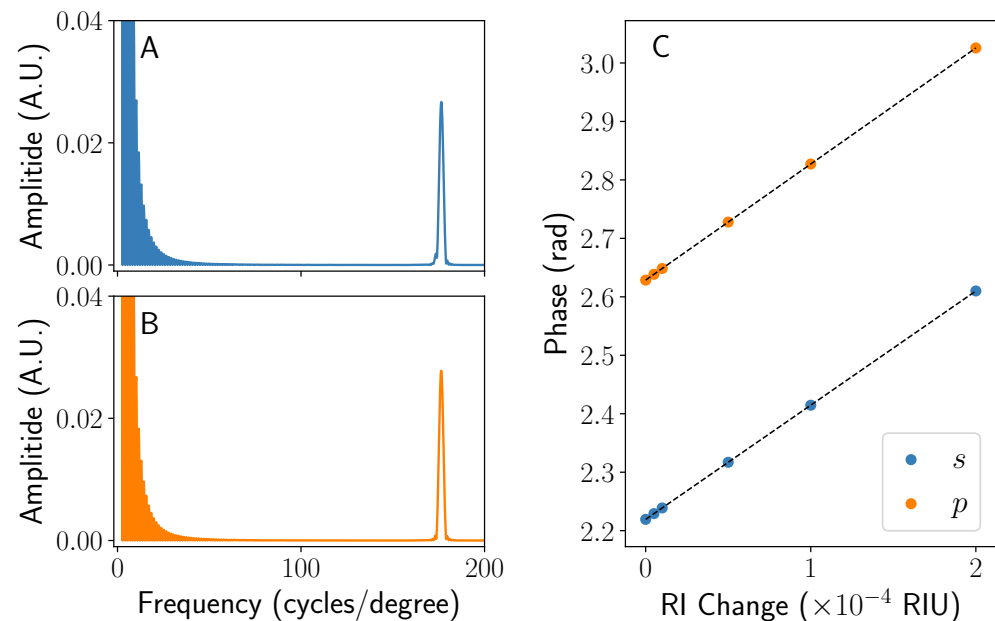 A
Amplitide (A.U.)
0.04
0.02
0.00
B
Amplitide (A.U.)
0.04
0.02
0.00
0
100
200
Frequency (cycles/degree)
C
Phase (rad)
3.0
2.9
2.8
2.7
2.6
2.5
2.4
2.3
2.2
0
1
2
RI Change (×10⁻⁴ RIU)
s
p